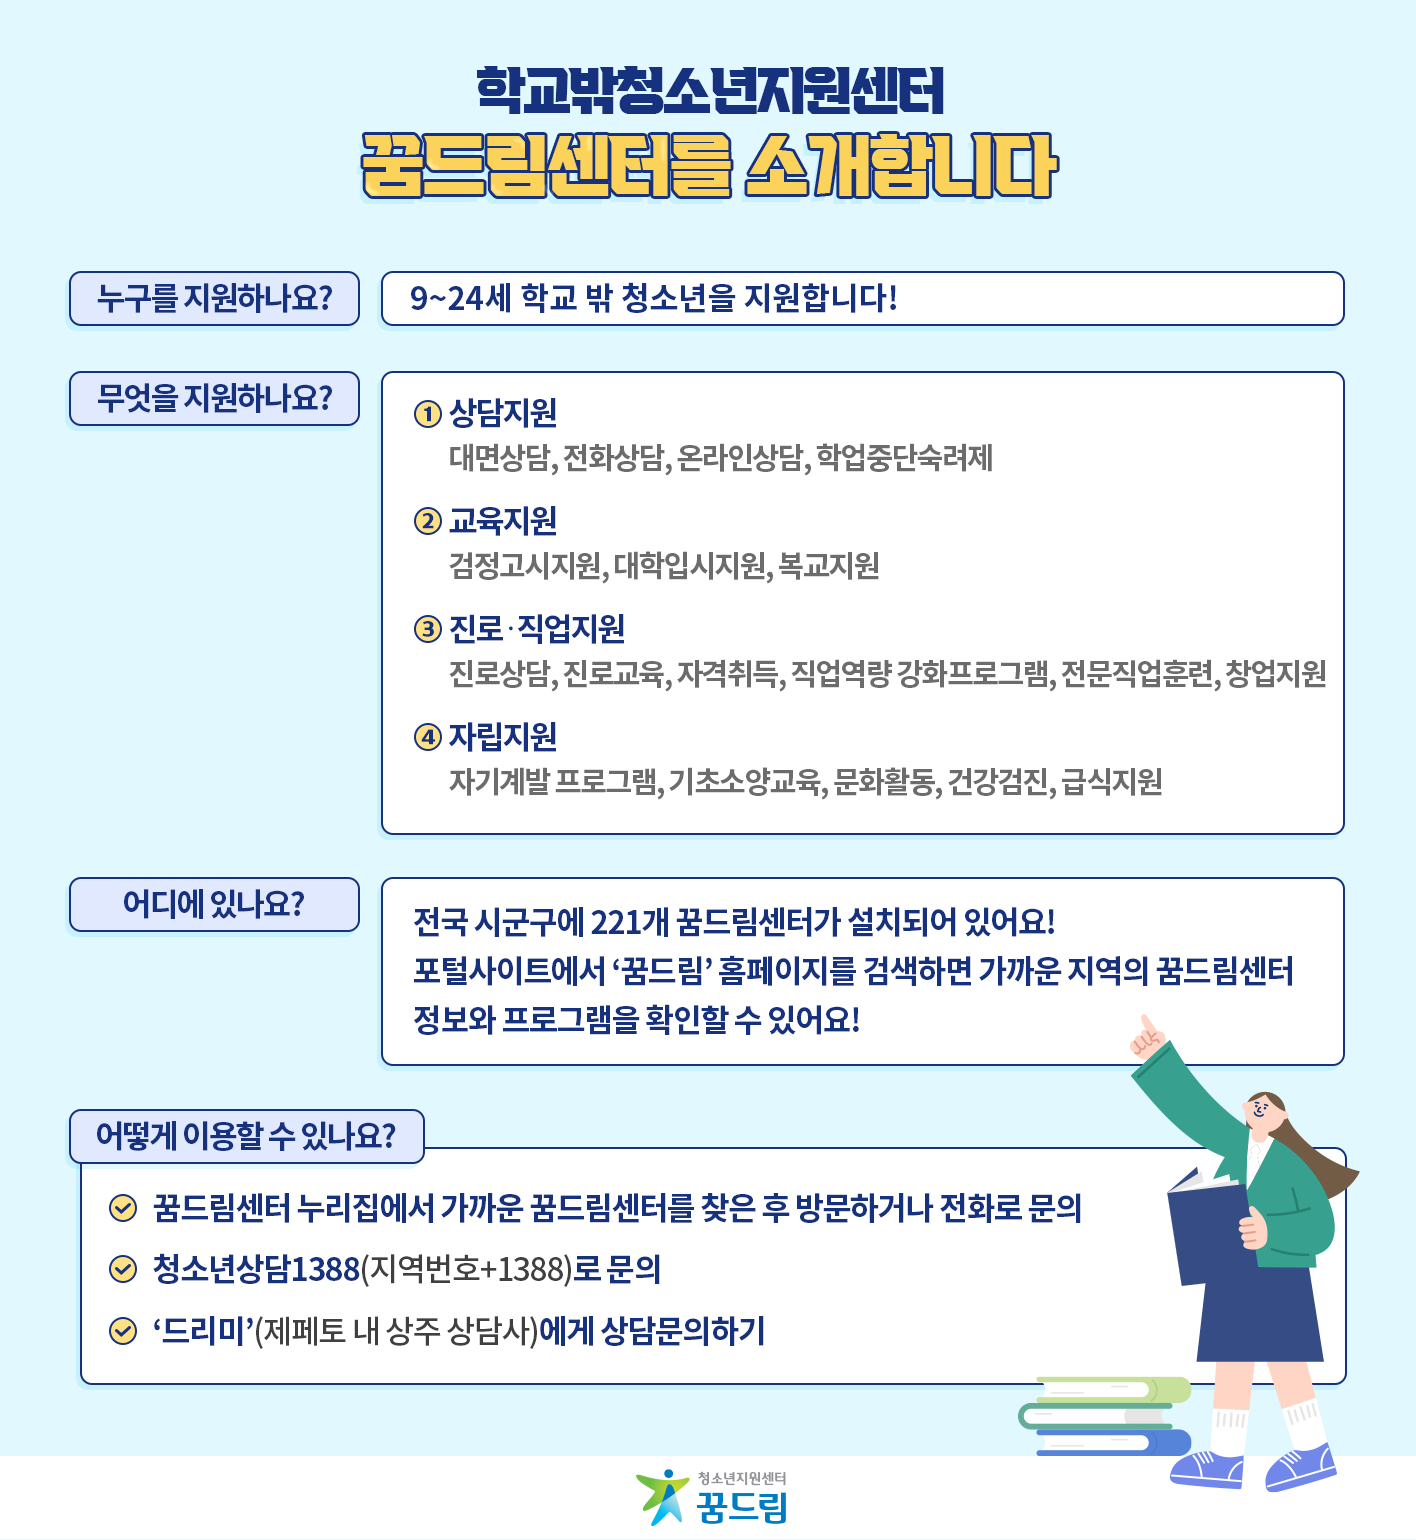 학교밖청소년지원센터
꿈드림센터를 소개합니다
누구를 지원하나요?
9~24세 학교 밖 청소년을 지원합니다!
무엇을 지원하나요?
1 상담지원
대면상담, 전화상담, 온라인상담, 학업중단숙려제
2 교육지원
검정고시지원, 대학입시지원, 복교지원
3 진로·직업지원
진로상담, 진로교육, 자격취득, 직업역량 강화프로그램, 전문직업훈련, 창업지원
4 자립지원
자기계발 프로그램, 기초소양교육, 문화활동, 건강검진, 급식지원
어디에 있나요?
전국 시군구에 221개 꿈드림센터가 설치되어 있어요!
포털사이트에서 ‘꿈드림’ 홈페이지를 검색하면 가까운 지역의 꿈드림센터
정보와 프로그램을 확인할 수 있어요!
어떻게 이용할 수 있나요?
꿈드림센터 누리집에서 가까운 꿈드림센터를 찾은 후 방문하거나 전화로 문의
청소년상담1388(지역번호+1388)로 문의
‘드리미’(제페토 내 상주 상담사)에게 상담문의하기
청소년지원센터
꿈드림